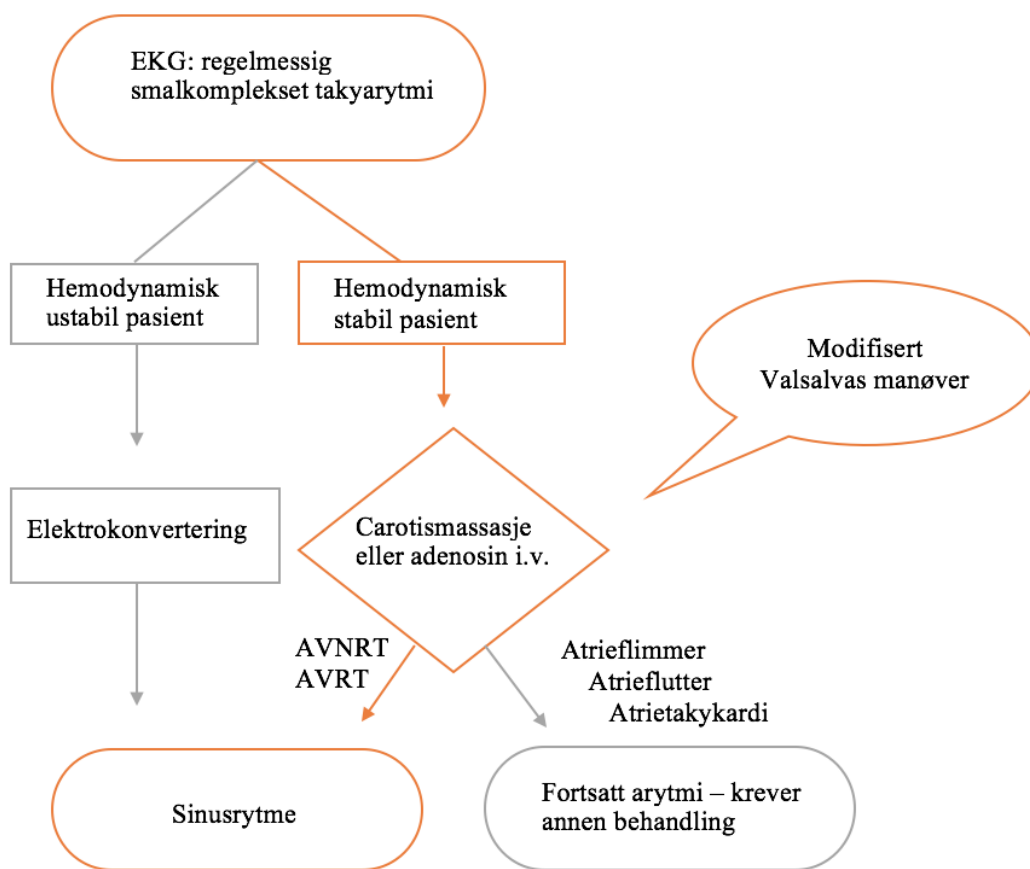 EKG: regelmessig
smalkomplekset takyarytmi
Hemodynamisk
ustabil pasient
Hemodynamisk
stabil pasient
Modifisert
Valsalvas manøver
Elektrokonvertering
Carotismassasje
eller adenosin i.v.
AVNRT
AVRT
Atrieflimmer
Atrieflutter
Atrietakykardi
Sinusrytme
Fortsatt arytmi – krever
annen behandling